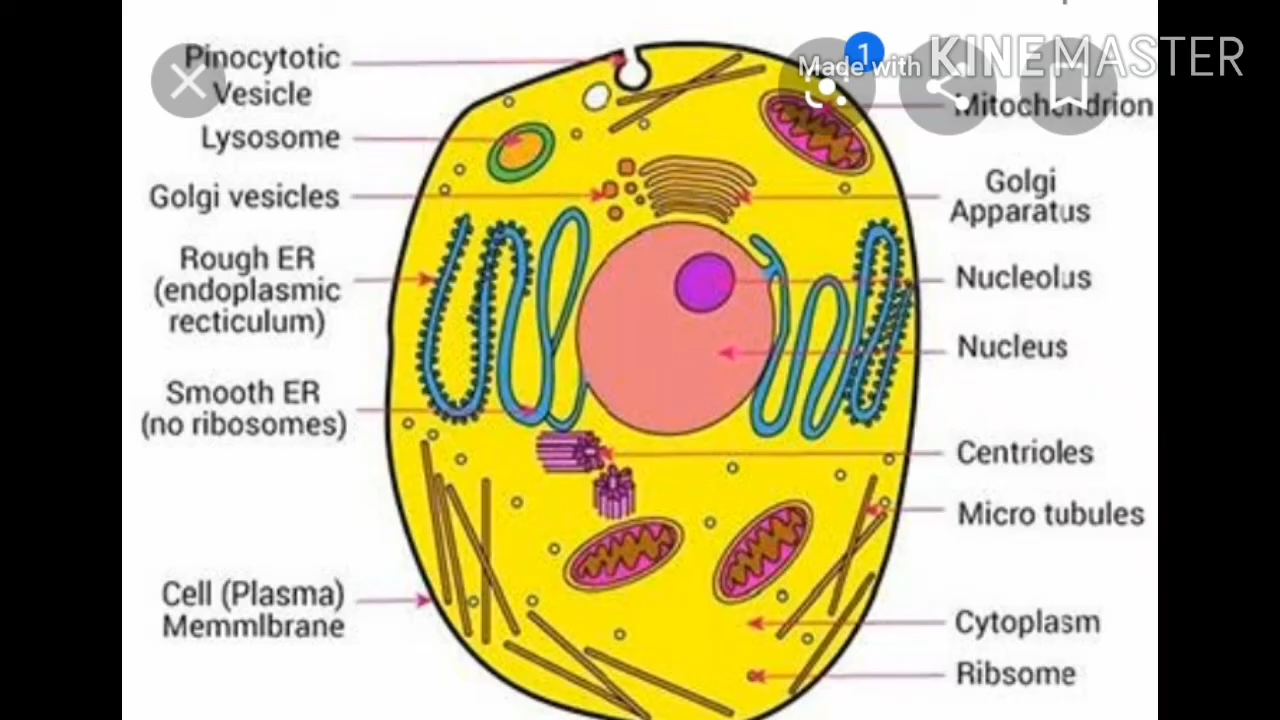 Pinocytotic
Vesicle
Lysosome
Golgi vesicles
Rough ER
(endoplasmic
recticulum)
Smooth ER
(no ribosomes)
Cell (Plasma)
Memmlbrane
1
Made with KINEMASTER
Mitochondrion
Golgi
Apparatus
Nucleolus
Nucleus
Centrioles
Micro tubules
Cytoplasm
Ribsome